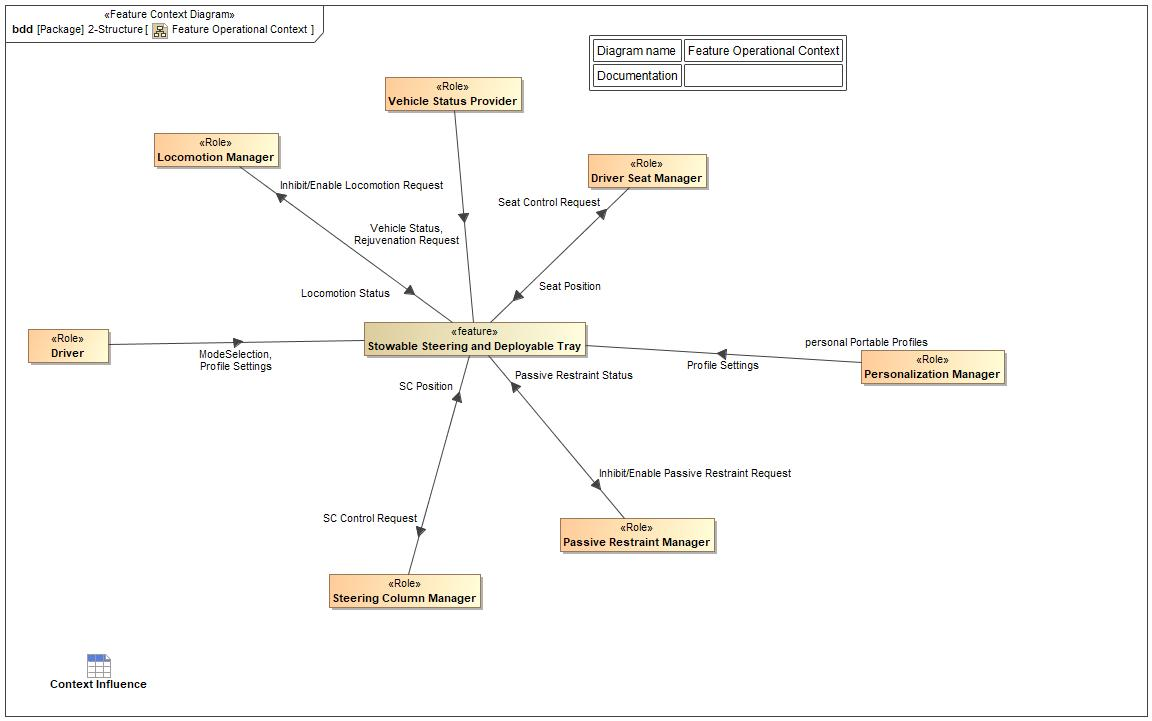 «Feature Context Diagram»
bdd [Package] 2-Structure [ Feature Operational Context ]
Diagram name Feature Operational Context
Documentation
«Role»
Vehicle Status Provider
«Role»
Locomotion Manager
«Role»
Driver Seat Manager
Inhibit/Enable Locomotion Request
Seat Control Request
Vehicle Status,
Rejuvenation Request
Seat Position
Locomotion Status
«feature»
Stowable Steering and Deployable Tray
«Role»
Driver
ModeSelection,
Profile Settings
personal Portable Profiles
Profile Settings
«Role»
Personalization Manager
SC Position
Passive Restraint Status
Inhibit/Enable Passive Restraint Request
SC Control Request
«Role»
Passive Restraint Manager
«Role»
Steering Column Manager
Context Influence